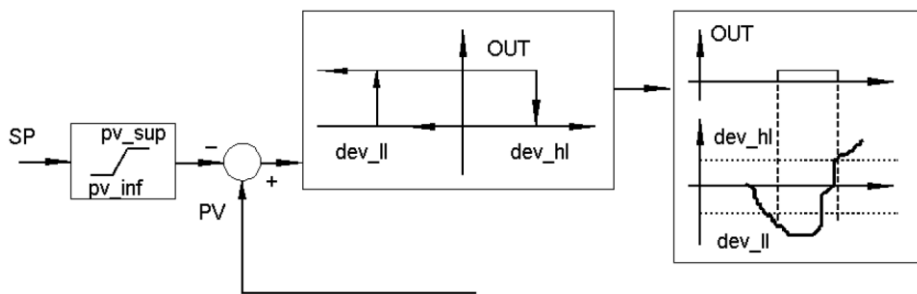 SP
pv_sup
pv_inf
−
+
PV
OUT
dev_ll
dev_hl
OUT
dev_hl
dev_ll